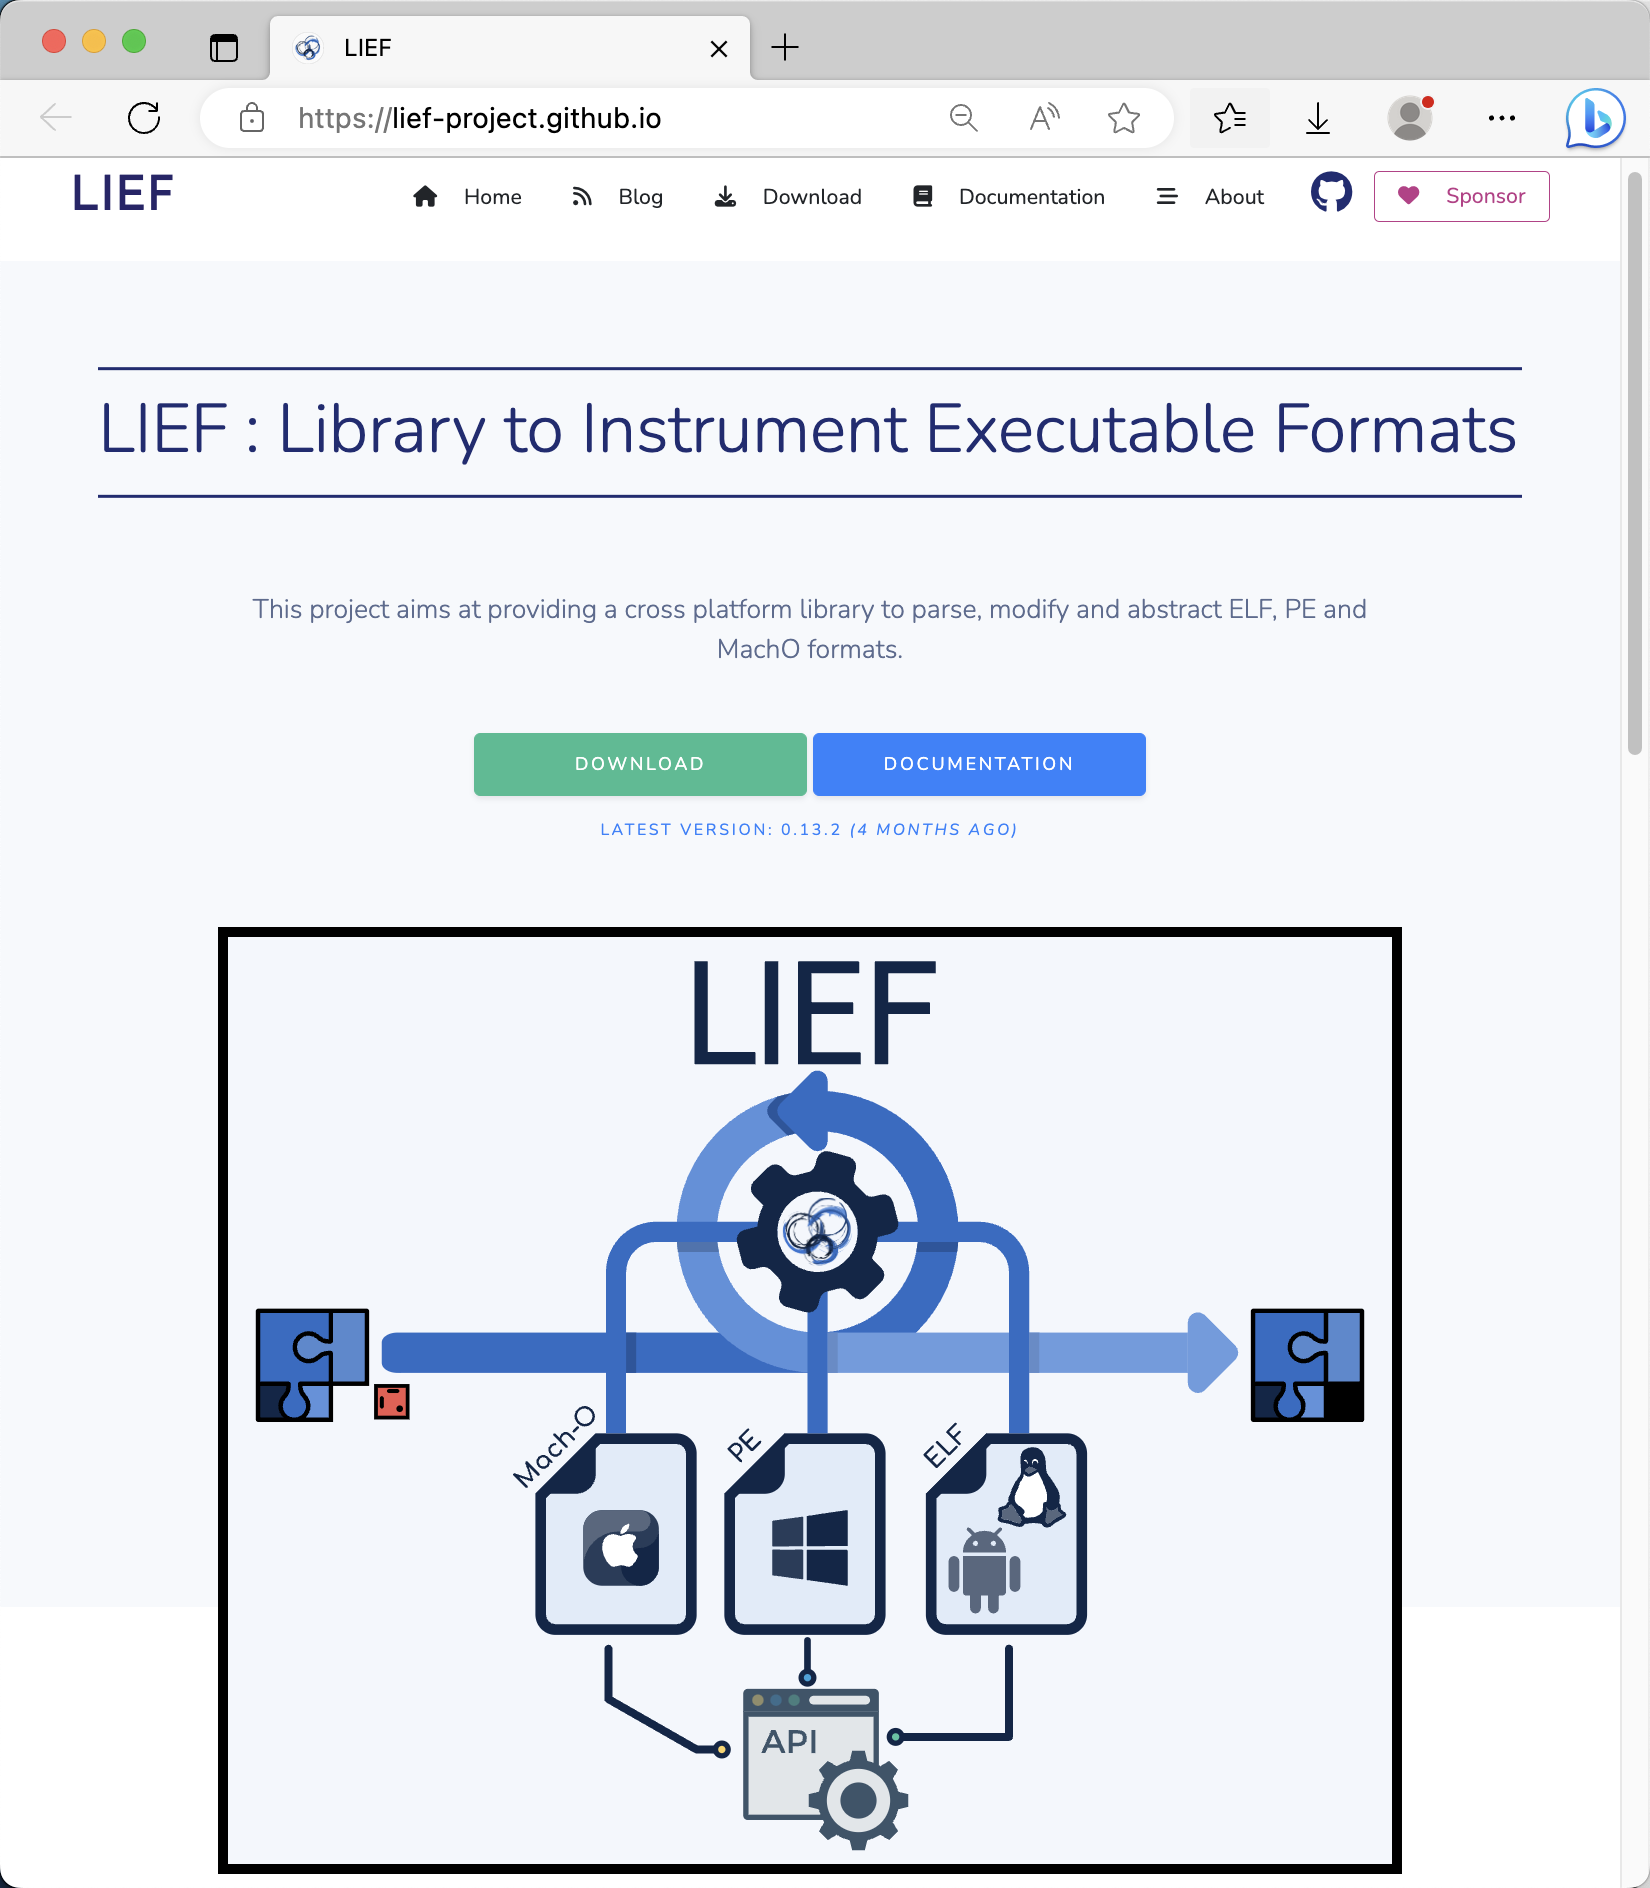 LIEF
https://lief-project.github.io
LIEF
Home
Blog
Download
Documentation
About
Sponsor
LIEF : Library to Instrument Executable Formats
This project aims at providing a cross platform library to parse, modify and abstract ELF, PE and
MachO formats.
DOWNLOAD
DOCUMENTATION
LATEST VERSION: 0.13.2 (4 MONTHS AGO)
LIEF
Mach-O
PE
ELF
API